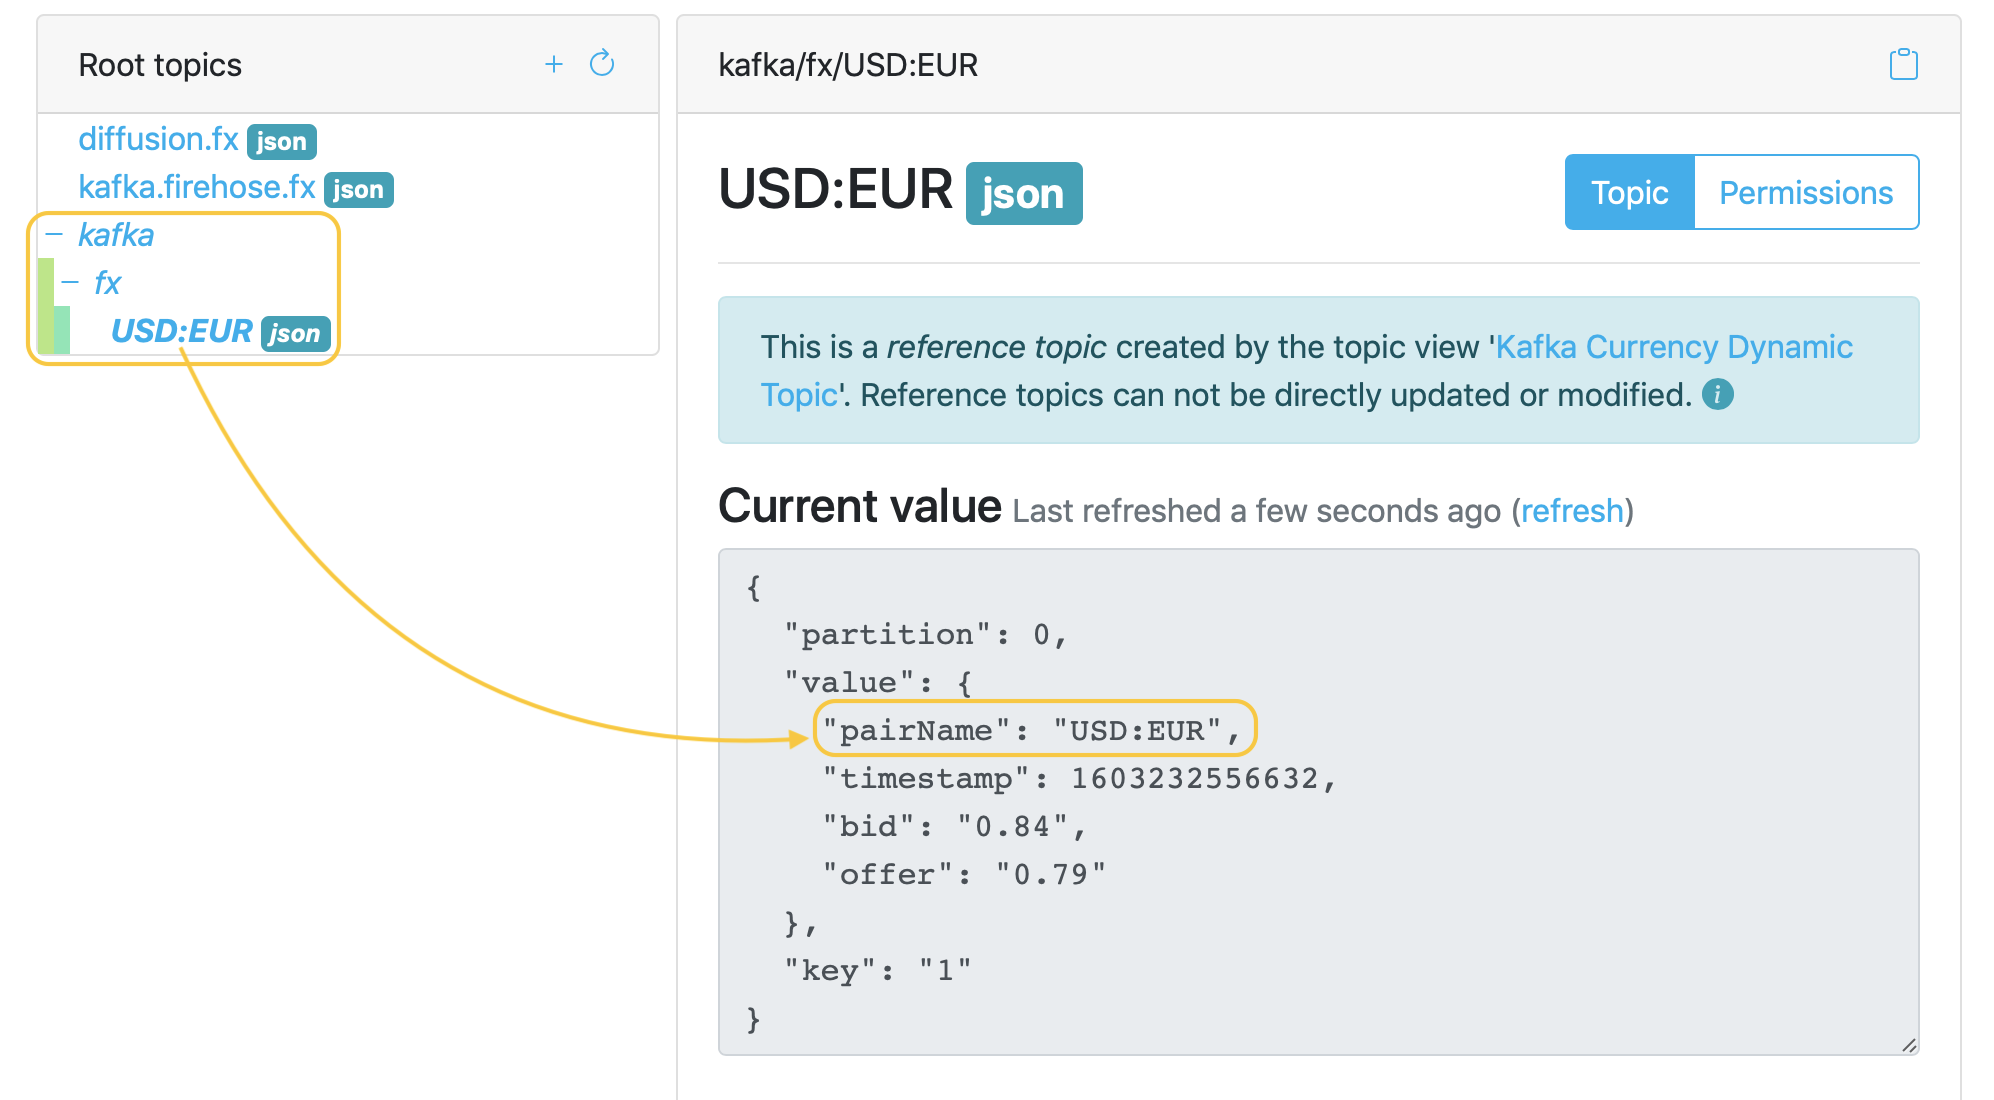 Root topics
diffusion.fx json
kafka.firehose.fx json
kafka
fx
USD:EUR json
kafka/fx/USD:EUR
USD:EUR json
Topic Permissions
This is a reference topic created by the topic view 'Kafka Currency Dynamic
Topic'. Reference topics can not be directly updated or modified. i
Current value Last refreshed a few seconds ago (refresh)
{
"partition": 0,
"value": {
"pairName": "USD:EUR",
"timestamp": 1603232556632,
"bid": "0.84",
"offer": "0.79"
},
"key": "1"
}